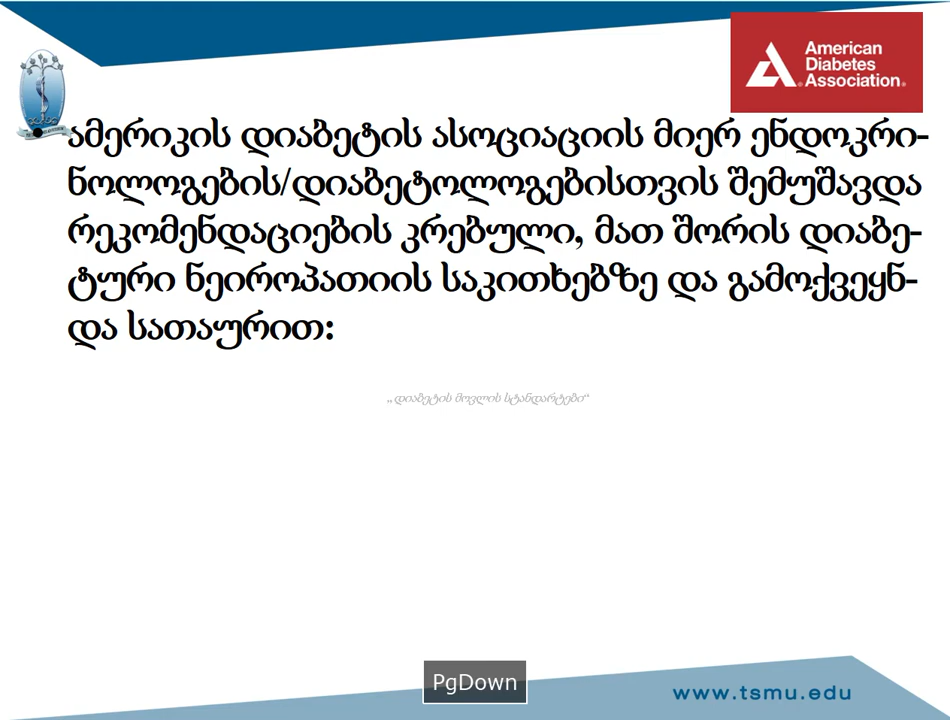 American
Diabetes
Association®
ამერიკის დიაბეტის ასოციაციის მიერ ენდოკრი-
ნოლოგების/დიაბეტოლოგებისთვის შემუშავდა
რეკომენდაციების კრებული, მათ შორის დიაბე-
ტური ნეიროპათიის საკითხებზე და გამოქვეყნ-
და სათაურით:
„დიაბეტის მოვლის სტანდარტები“
PgDown
www.tsmu.edu